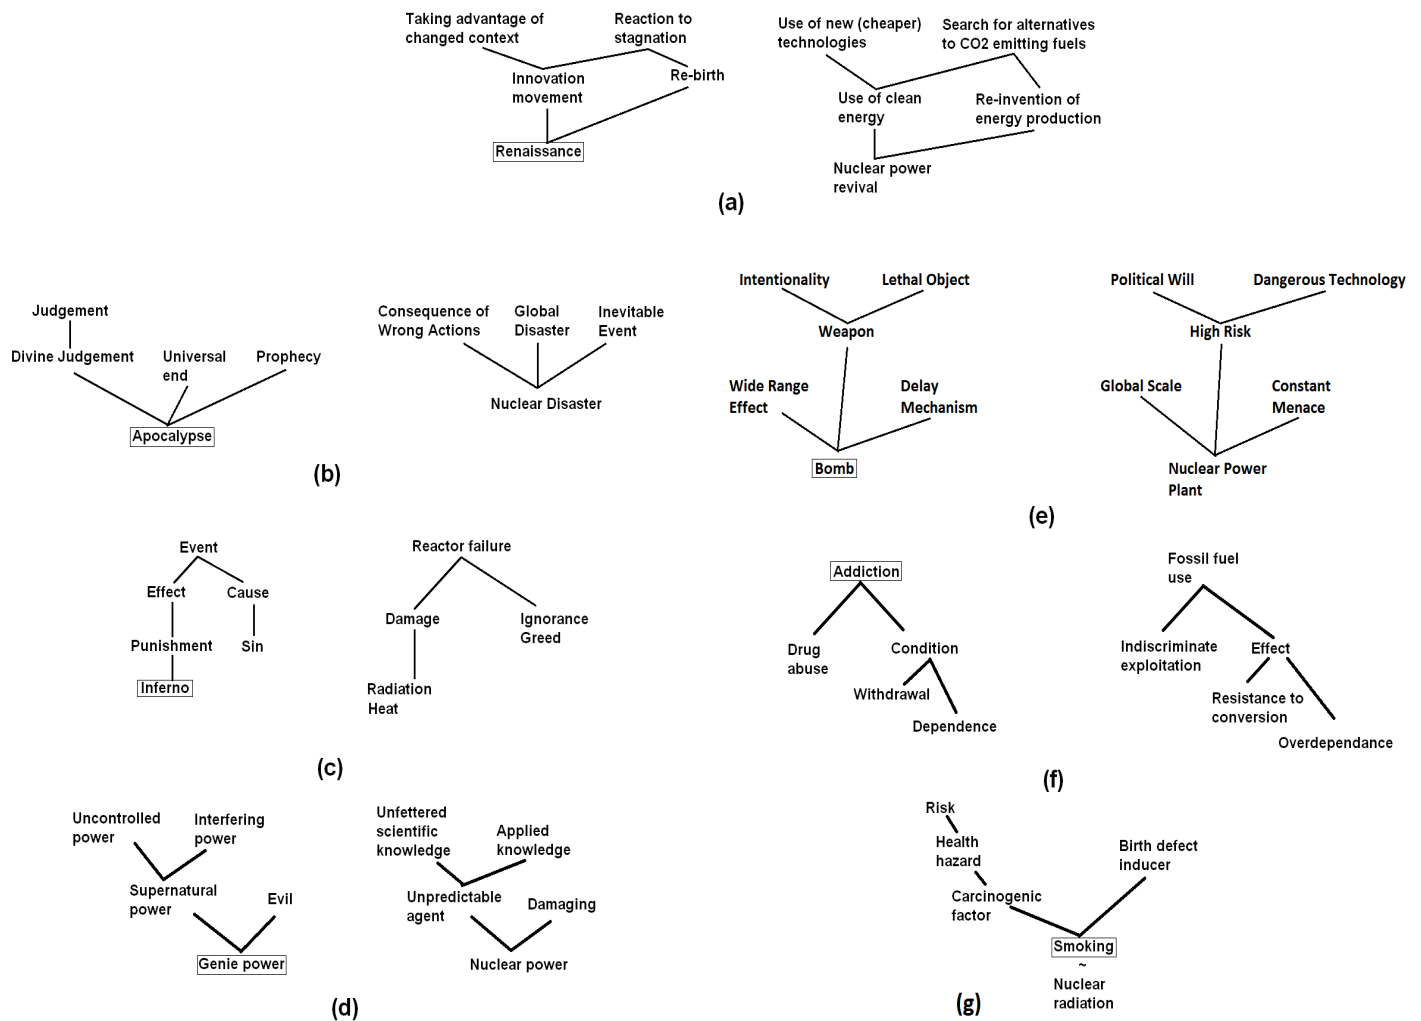 Taking advantage of
changed context
Reaction to
stagnation
Innovation
movement
Re-birth
Renaissance
Use of new (cheaper)
technologies
Search for alternatives
to CO2 emitting fuels
Use of clean
energy
Re-invention of
energy production
Nuclear power
revival
(a)
Judgement
Divine Judgement
Universal
end
Prophecy
Apocalypse
Consequence of
Wrong Actions
Global
Disaster
Inevitable
Event
Nuclear Disaster
(b)
Intentionality
Lethal Object
Weapon
Wide Range
Effect
Delay
Mechanism
Bomb
Political Will
Dangerous Technology
High Risk
Global Scale
Constant
Menace
Nuclear Power
Plant
(e)
Event
Effect
Cause
Punishment
Sin
Inferno
Reactor failure
Damage
Ignorance
Greed
Radiation
Heat
(c)
Addiction
Drug
abuse
Condition
Withdrawal
Dependence
Fossil fuel
use
Indiscriminate
exploitation
Effect
Resistance to
conversion
Overdependance
(f)
Uncontrolled
power
Interfering
power
Supernatural
power
Evil
Genie power
Unfettered
scientific
knowledge
Applied
knowledge
Unpredictable
agent
Damaging
Nuclear power
(d)
Risk
Health
hazard
Carcinogenic
factor
Birth defect
inducer
Smoking
~
Nuclear
radiation
(g)